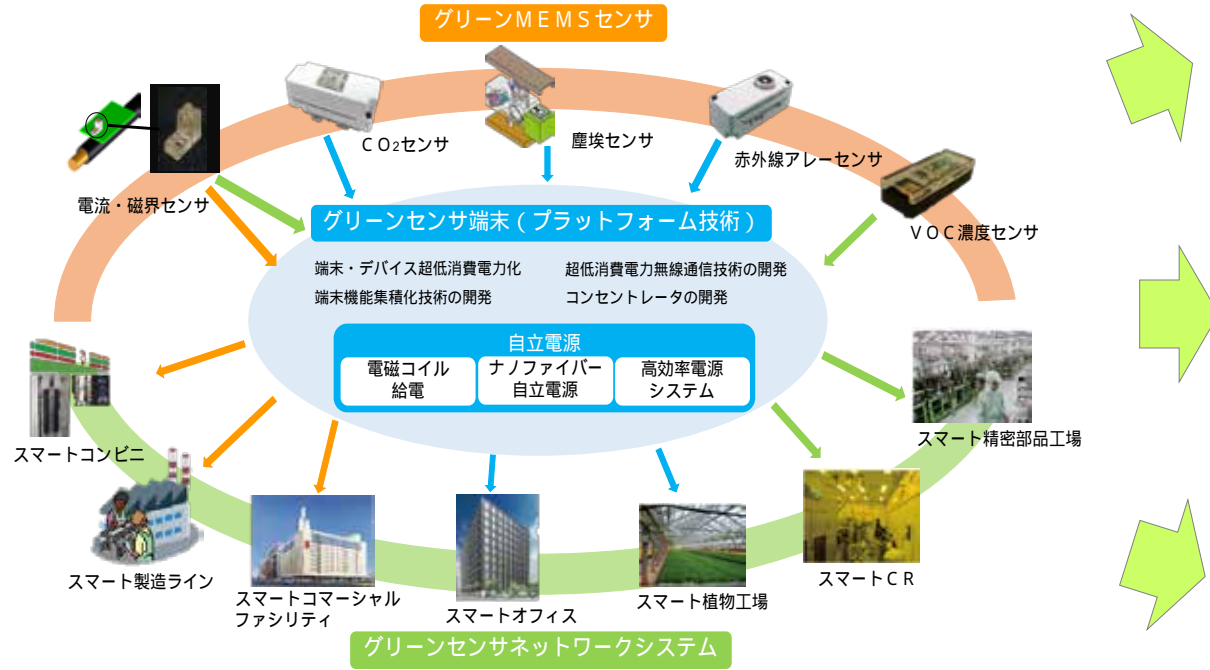 グリーンMEMSセンサ
CO₂センサ
塵埃センサ
赤外線アレーセンサ
電流・磁界センサ
VOC濃度センサ
グリーンセンサ端末(プラットフォーム技術)
端末・デバイス超低消費電力化
超低消費電力無線通信技術の開発
端末機能集積化技術の開発
コンセントレータの開発
自立電源
電磁コイル
給電
ナノファイバー
自立電源
高効率電源
システム
スマートコンビニ
スマート精密部品工場
スマート製造ライン
スマートコマーシャル
ファシリティ
スマートオフィス
スマート植物工場
スマートCR
グリーンセンサネットワークシステム